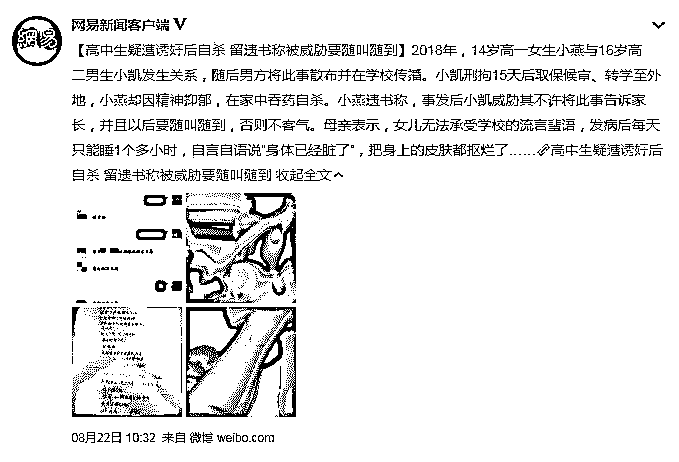 網易
网易新闻客户端 V
【高中生疑遭诱奸后自杀 留遗书称被威胁要随叫随到】2018年，14岁高一女生小燕与16岁高
二男生小凯发生关系，随后男方将此事散布并在学校传播。小凯刑拘15天后取保候审、转学至外
地，小燕却因精神抑郁，在家中吞药自杀。小燕遗书称，事发后小凯威胁其不许将此事告诉家
长，并且以后要随叫随到，否则不客气。母亲表示，女儿无法承受学校的流言蜚语，发病后每天
只能睡1个多小时，自言自语说"身体已经脏了"，把身上的皮肤都抠烂了……高中生疑遭诱奸后
自杀 留遗书称被威胁要随叫随到 收起全文
08月22日 10:32 来自 微博 weibo.com